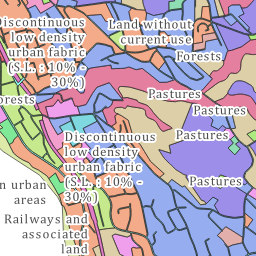 Discontinuous
low density
urban fabric
(S.L. : 10% -
30%)
Land without
current use
Forests
Pastures
Pastures
Pastures
Discontinuous
low density
urban fabric
(S.L. : 10% -
30%)
Pastures
urban
areas
Railways and
associated
land